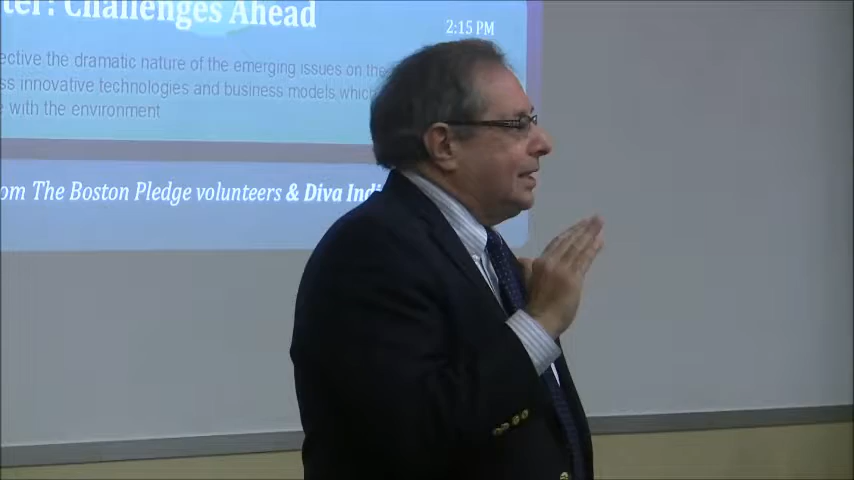 ter: Challenges Ahead
2:15 PM
ective the dramatic nature of the emerging issues on the
ss innovative technologies and business models, which
e with the environment
om The Boston Pledge volunteers & Diva Indi